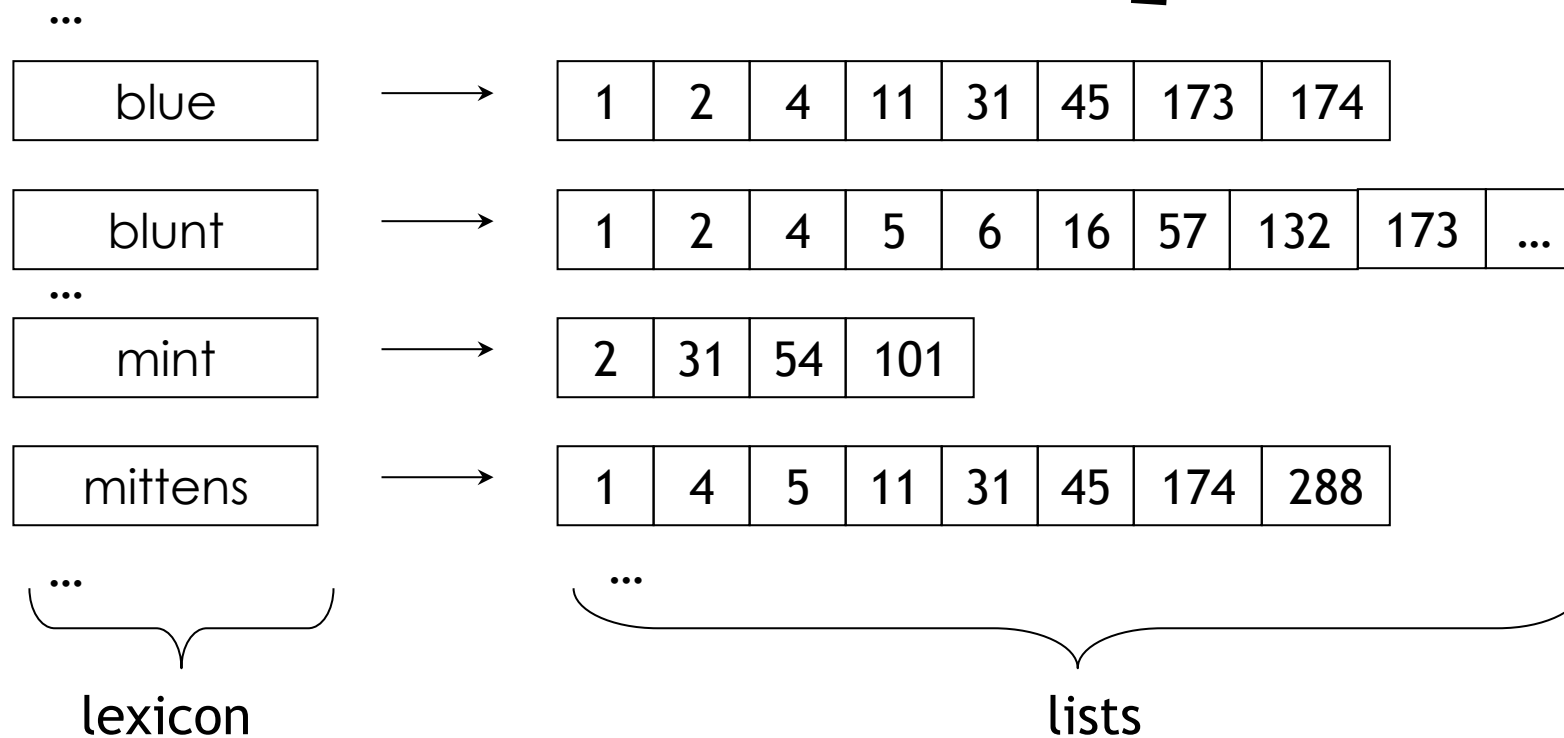 ...
blue 1 2 4 11 31 45 173 174
blunt 1 2 4 5 6 16 57 132 173 ...
...
mint 2 31 54 101
mittens 1 4 5 11 31 45 174 288
... ...
lexicon lists